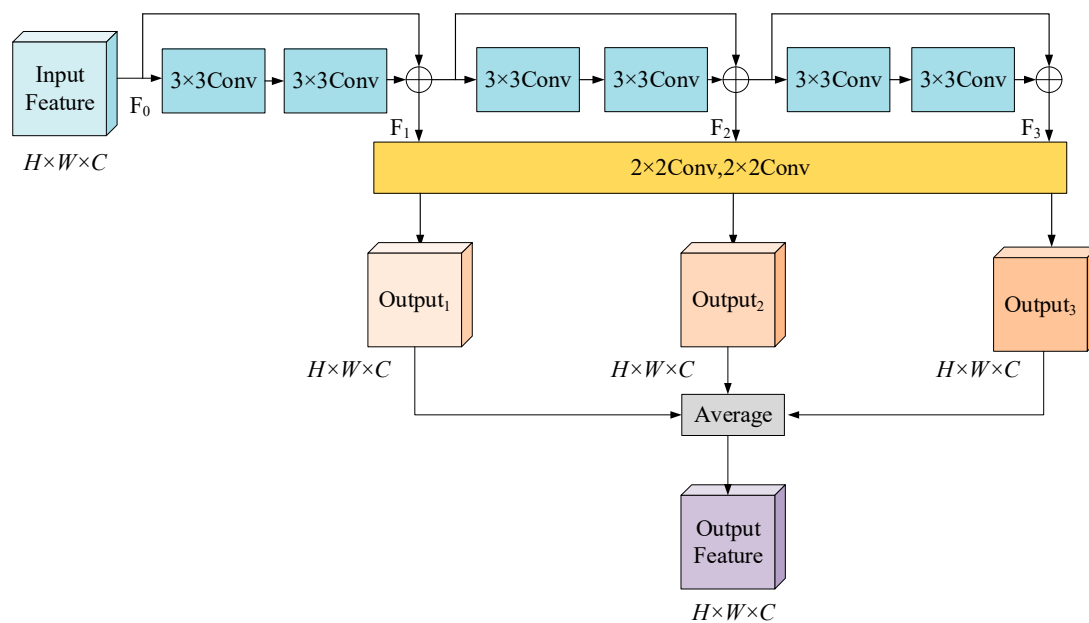 Input
Feature
H×W×C
F₀
3×3Conv
3×3Conv
3×3Conv
3×3Conv
3×3Conv
3×3Conv
F₁
F₂
F₃
2×2Conv,2×2Conv
Output₁
Output₂
Output₃
H×W×C
H×W×C
H×W×C
Average
Output
Feature
H×W×C